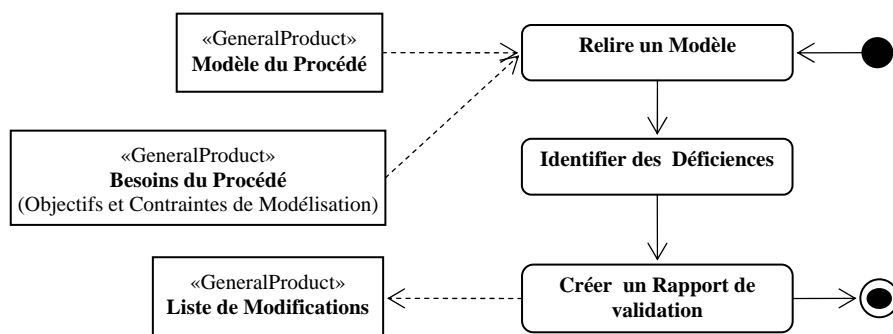 «GeneralProduct»
Modèle du Procédé
Relire un Modèle
«GeneralProduct»
Besoins du Procédé
(Objectifs et Contraintes de Modélisation)
Identifier des Déficiences
«GeneralProduct»
Liste de Modifications
Créer un Rapport de
validation